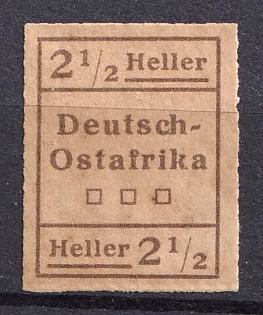 2 1/2 Heller
Deutsch-
Ostafrika
Heller 2 1/2